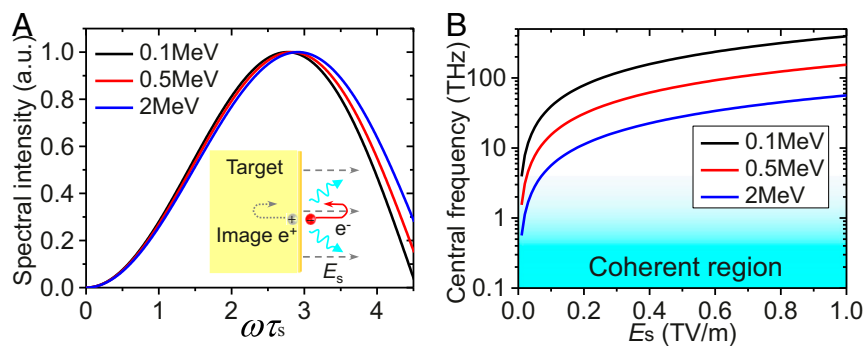 A
Spectral intensity (a.u.)
1.0
0.8
0.6
0.4
0.2
0.0
0.1MeV
0.5MeV
2MeV
Target
+
-
Image e⁺
e⁻
Eₛ
0 1 2 3 4
ωτₛ
B
Central frequency (THz)
100
10
1
0.1
0.1MeV
0.5MeV
2MeV
Coherent region
0.0 0.2 0.4 0.6 0.8 1.0
Eₛ (TV/m)